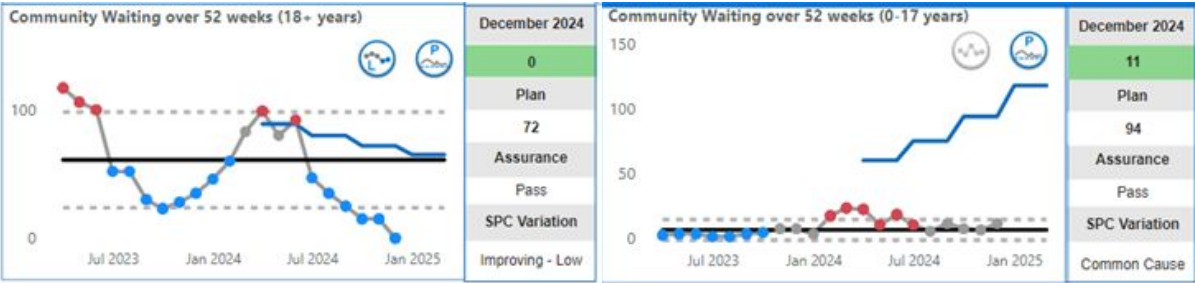 Community Waiting over 52 weeks (18+ years)
L
P
100
0
Jul 2023
Jan 2024
Jul 2024
Jan 2025
December 2024
0
Plan
72
Assurance
Pass
SPC Variation
Improving - Low
Community Waiting over 52 weeks (0-17 years)
P
150
100
50
0
Jul 2023
Jan 2024
Jul 2024
Jan 2025
December 2024
11
Plan
94
Assurance
Pass
SPC Variation
Common Cause